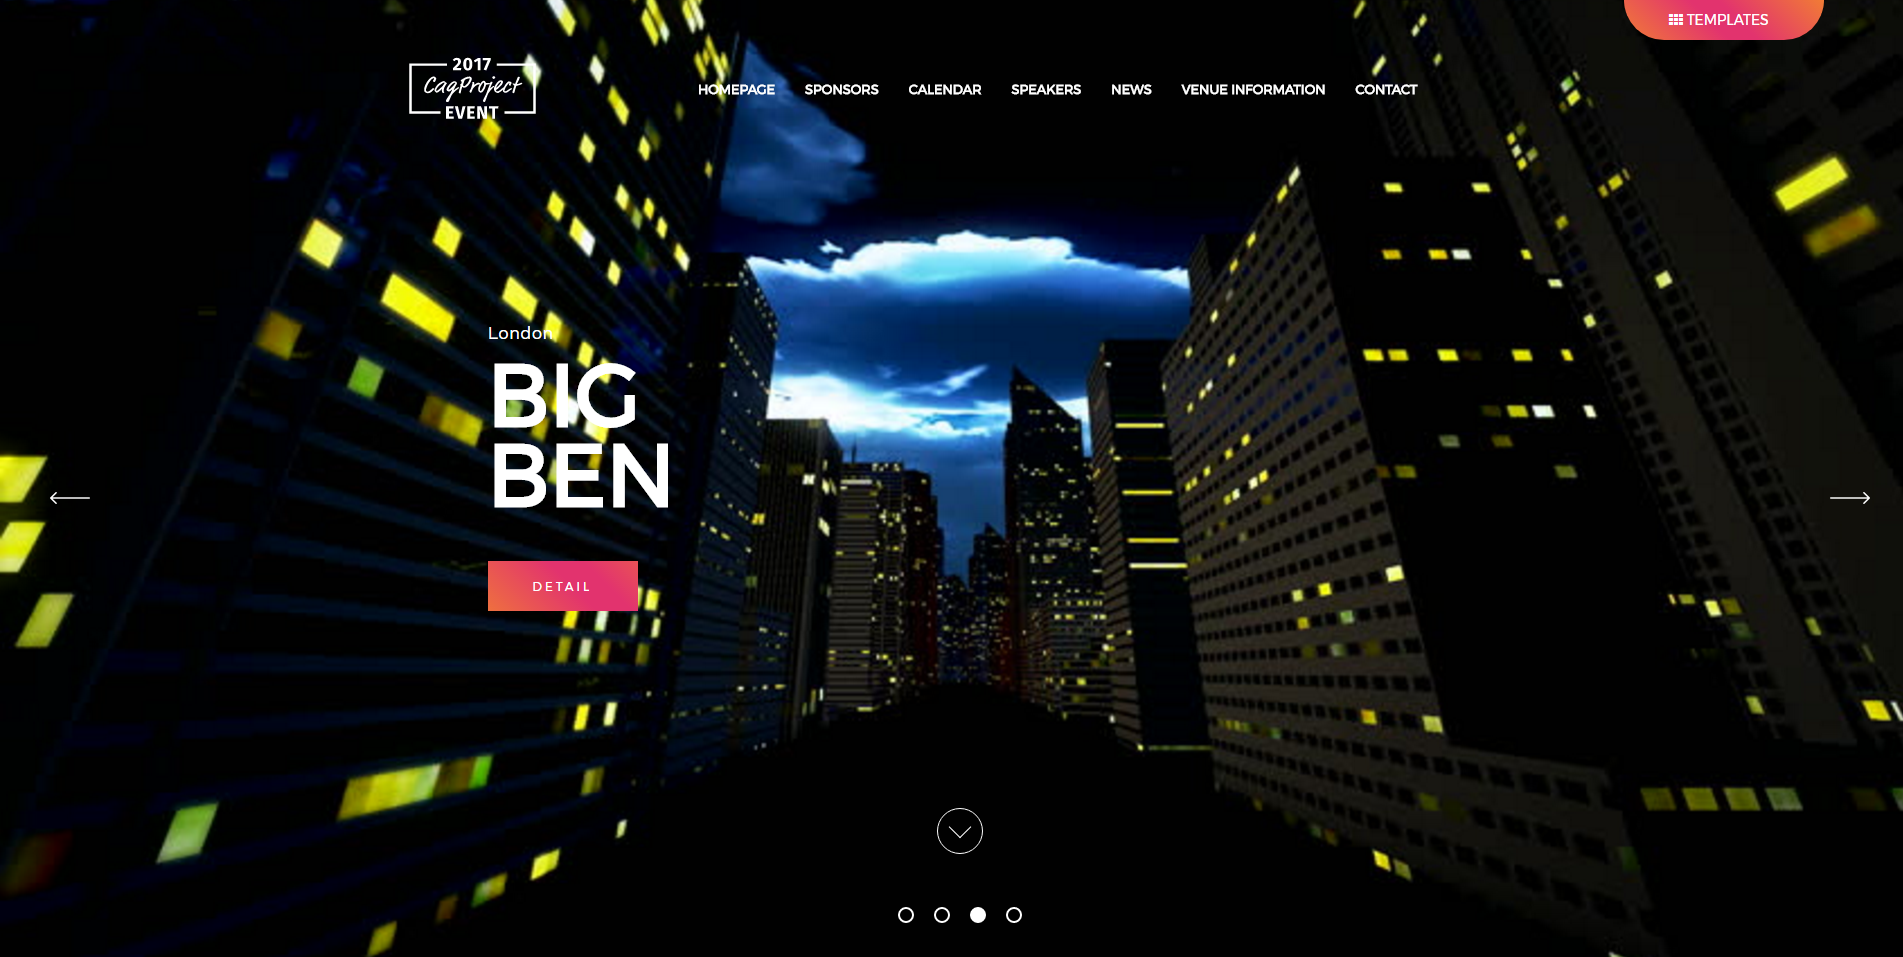 TEMPLATES
2017
CagProject
EVENT
HOMEPAGE SPONSORS CALENDAR SPEAKERS NEWS VENUE INFORMATION CONTACT
London
BIG
BEN
DETAIL